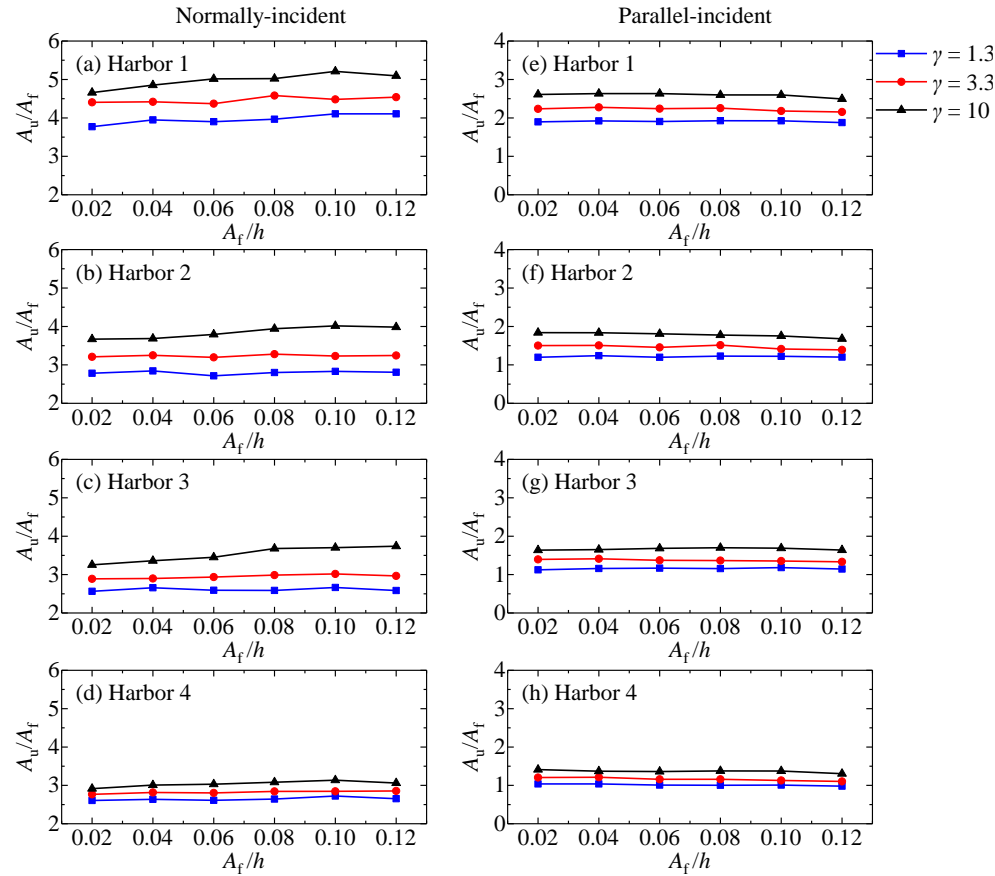 Normally-incident
Parallel-incident
(a) Harbor 1
6
5
4
3
2
A_u/A_f
0.02 0.04 0.06 0.08 0.10 0.12
A_f/h
(e) Harbor 1
4
3
2
1
0
A_u/A_f
0.02 0.04 0.06 0.08 0.10 0.12
A_f/h
γ = 1.3
γ = 3.3
γ = 10
(b) Harbor 2
6
5
4
3
2
A_u/A_f
0.02 0.04 0.06 0.08 0.10 0.12
A_f/h
(f) Harbor 2
4
3
2
1
0
A_u/A_f
0.02 0.04 0.06 0.08 0.10 0.12
A_f/h
(c) Harbor 3
6
5
4
3
2
A_u/A_f
0.02 0.04 0.06 0.08 0.10 0.12
A_f/h
(g) Harbor 3
4
3
2
1
0
A_u/A_f
0.02 0.04 0.06 0.08 0.10 0.12
A_f/h
(d) Harbor 4
6
5
4
3
2
A_u/A_f
0.02 0.04 0.06 0.08 0.10 0.12
A_f/h
(h) Harbor 4
4
3
2
1
0
A_u/A_f
0.02 0.04 0.06 0.08 0.10 0.12
A_f/h